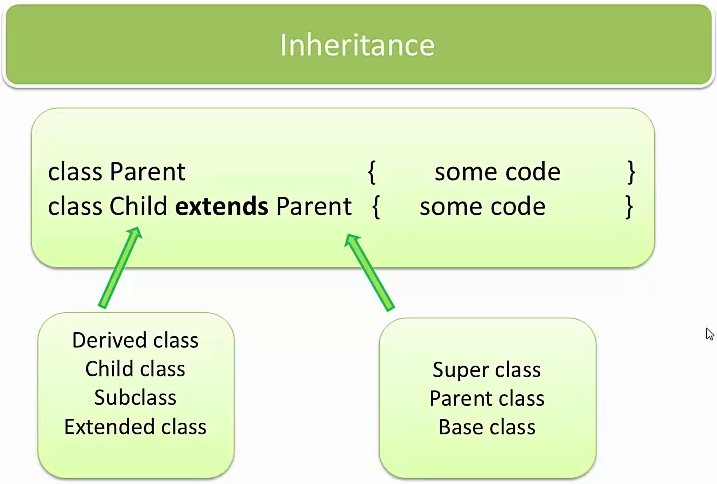 Inheritance
class Parent { some code }
class Child extends Parent { some code }
Derived class
Child class
Subclass
Extended class
Super class
Parent class
Base class